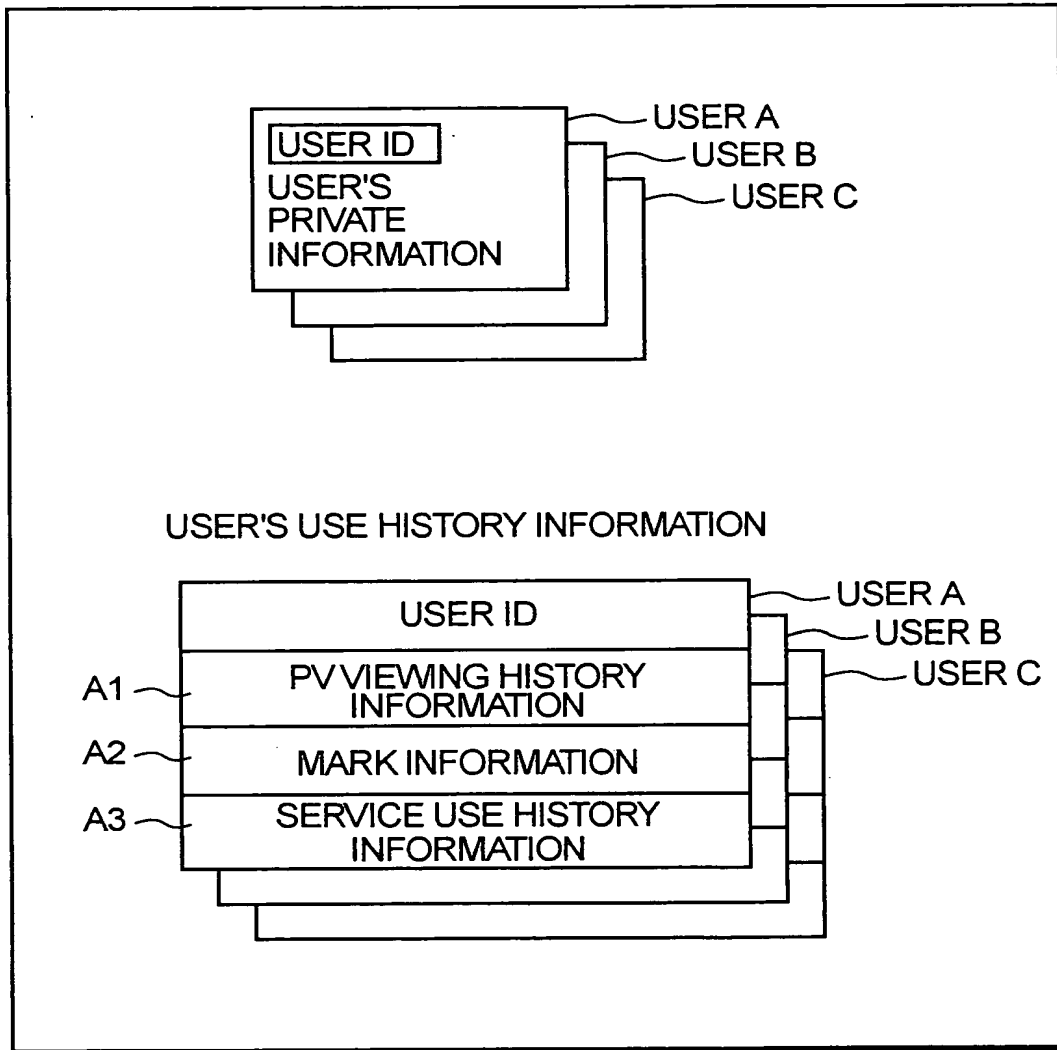 USER ID
USER'S
PRIVATE
INFORMATION
USER A
USER B
USER C
USER'S USE HISTORY INFORMATION
USER ID
A1
PV VIEWING HISTORY
INFORMATION
A2
MARK INFORMATION
A3
SERVICE USE HISTORY
INFORMATION
USER A
USER B
USER C